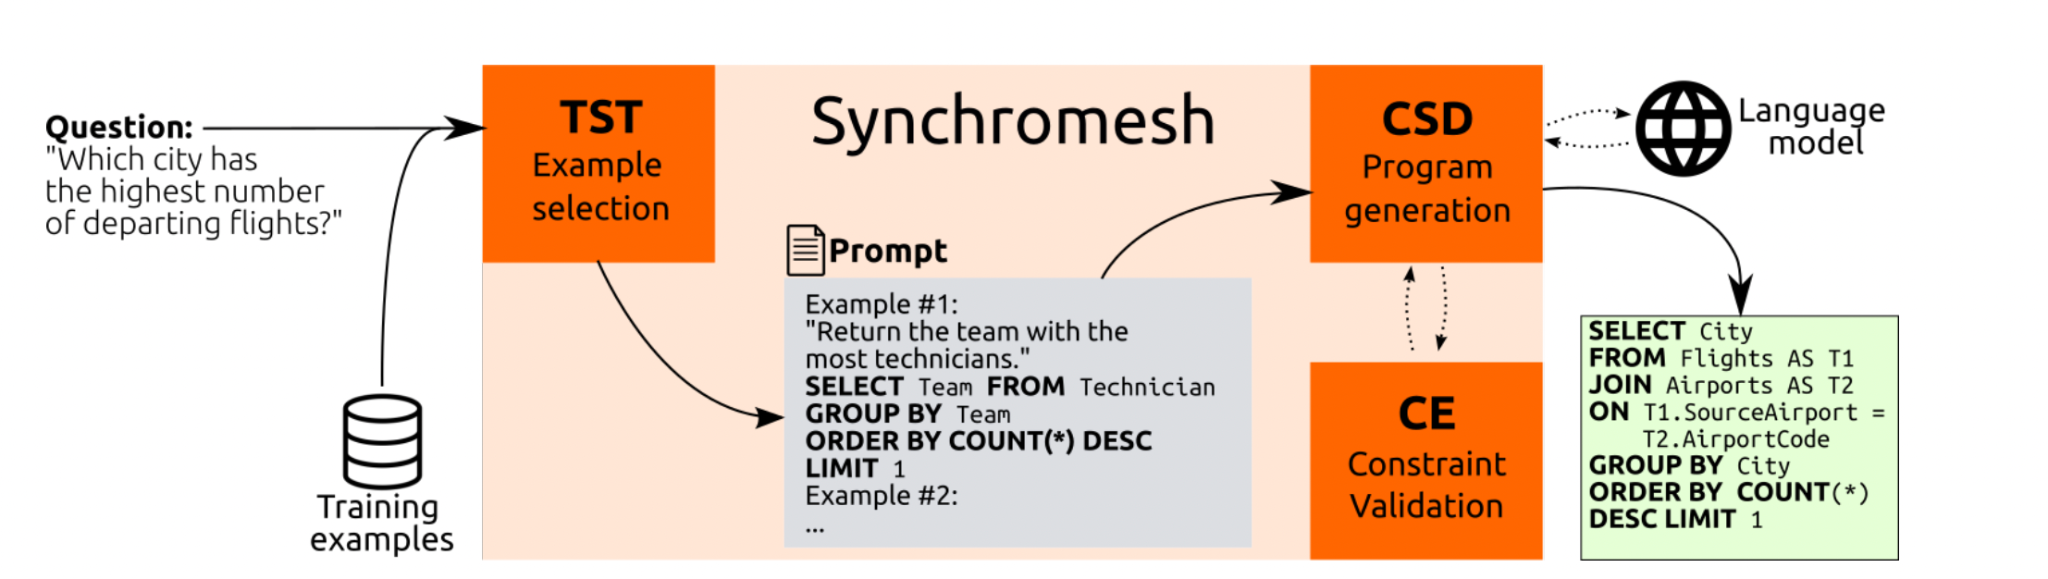 Question:
"Which city has
the highest number
of departing flights?"
Training
examples
TST
Example
selection
Synchromesh
Prompt
Example #1:
"Return the team with the
most technicians."
SELECT Team FROM Technician
GROUP BY Team
ORDER BY COUNT(*) DESC
LIMIT 1
Example #2:
...
CSD
Program
generation
CE
Constraint
Validation
Language
model
SELECT City
FROM Flights AS T1
JOIN Airports AS T2
ON T1.SourceAirport =
T2.AirportCode
GROUP BY City
ORDER BY COUNT(*)
DESC LIMIT 1